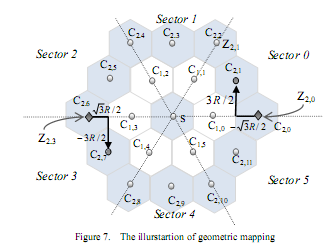 Sector 1
C2,4 C2,3 C2,2
Z2,1
Sector 2 Sector 0
C2,5 C1,2 C1,1 C2,1
Z2,0
C2,6 √3R/2 3R/2
S
Z2,3 -3R/2 C1,3 C1,0 -√3R/2 C2,0
C2,7 C1,4 C1,5
C2,11
Sector 3 Sector 5
C2,8 C2,9 C2,10
Sector 4
Figure 7. The illurstartion of geometric mapping